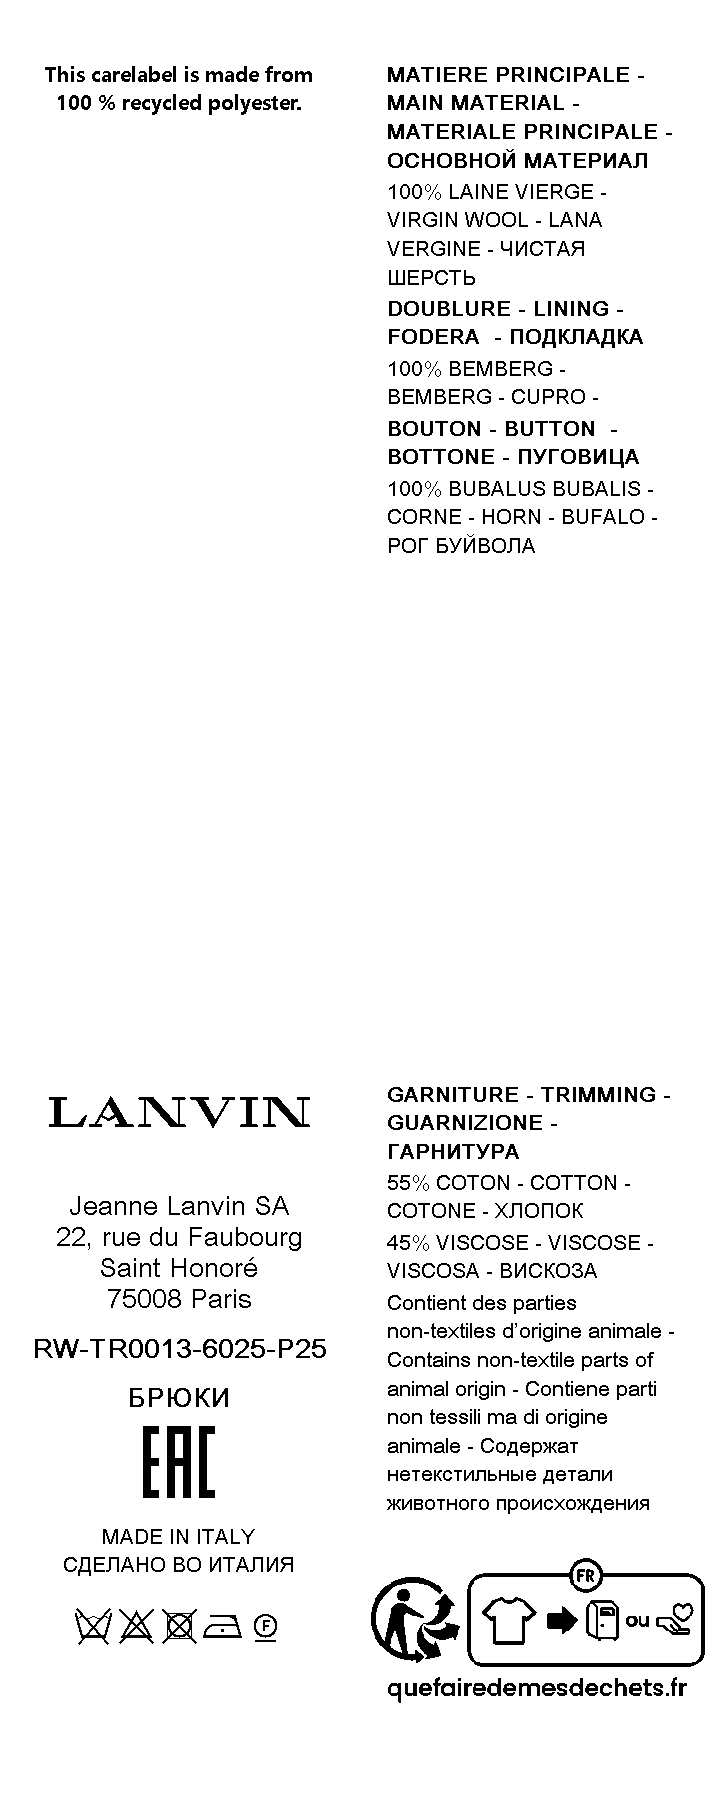 This carelabel is made from
100 % recycled polyester.
MATIERE PRINCIPALE -
MAIN MATERIAL -
MATERIALE PRINCIPALE -
ОСНОВНОЙ МАТЕРИАЛ
100% LAINE VIERGE -
VIRGIN WOOL - LANA
VERGINE - ЧИСТАЯ
ШЕРСТЬ
DOUBLURE - LINING -
FODERA - ПОДКЛАДКА
100% BEMBERG -
BEMBERG - CUPRO -
BOUTON - BUTTON -
BOTTONE - ПУГОВИЦА
100% BUBALUS BUBALIS -
CORNE - HORN - BUFALO -
РОГ БУЙВОЛА
LANVIN
Jeanne Lanvin SA
22, rue du Faubourg
Saint Honoré
75008 Paris
RW-TR0013-6025-P25
БРЮКИ
EAC
MADE IN ITALY
СДЕЛАНО ВО ИТАЛИЯ
F
GARNITURE - TRIMMING -
GUARNIZIONE -
ГАРНИТУРА
55% COTON - COTTON -
COTONE - ХЛОПОК
45% VISCOSE - VISCOSE -
VISCOSA - ВИСКОЗА
Contient des parties
non-textiles d’origine animale -
Contains non-textile parts of
animal origin - Contiene parti
non tessili ma di origine
animale - Содержат
нетекстильные детали
животного происхождения
FR
ou
quefairedemesdechets.fr